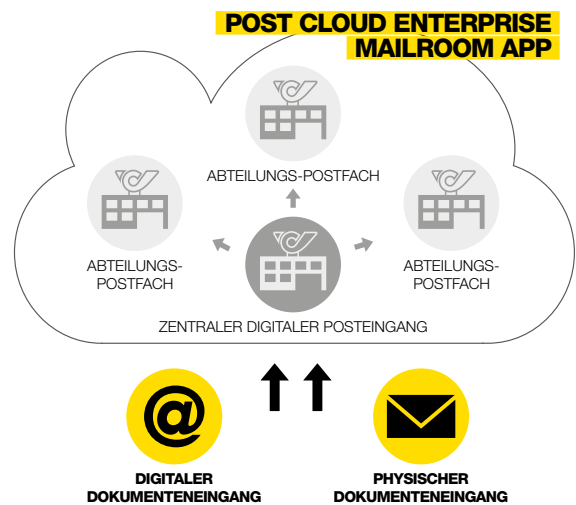 POST CLOUD ENTERPRISE
MAILROOM APP
ABTEILUNGS-POSTFACH
ABTEILUNGS-
POSTFACH
ABTEILUNGS-
POSTFACH
ZENTRALER DIGITALER POSTEINGANG
@
DIGITALER
DOKUMENTENEINGANG
PHYSISCHER
DOKUMENTENEINGANG